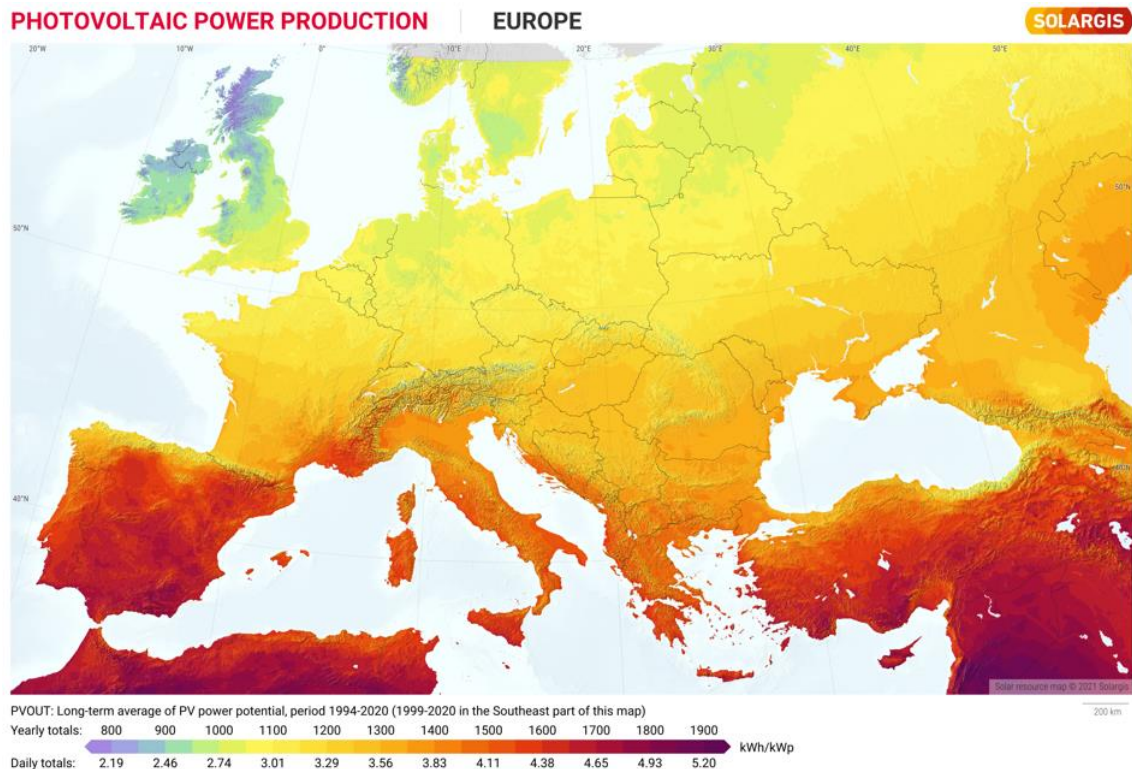 PHOTOVOLTAIC POWER PRODUCTION EUROPE
SOLARGIS
20°W 10°W 0° 10°E 20°E 30°E 40°E 50°E
50°N
50°N
40°N
40°N
Solar resource map © 2021 Solargis
PVOUT: Long-term average of PV power potential, period 1994-2020 (1999-2020 in the Southeast part of this map)
200 km
Yearly totals: 800 900 1000 1100 1200 1300 1400 1500 1600 1700 1800 1900
kWh/kWp
Daily totals: 2.19 2.46 2.74 3.01 3.29 3.56 3.83 4.11 4.38 4.65 4.93 5.20